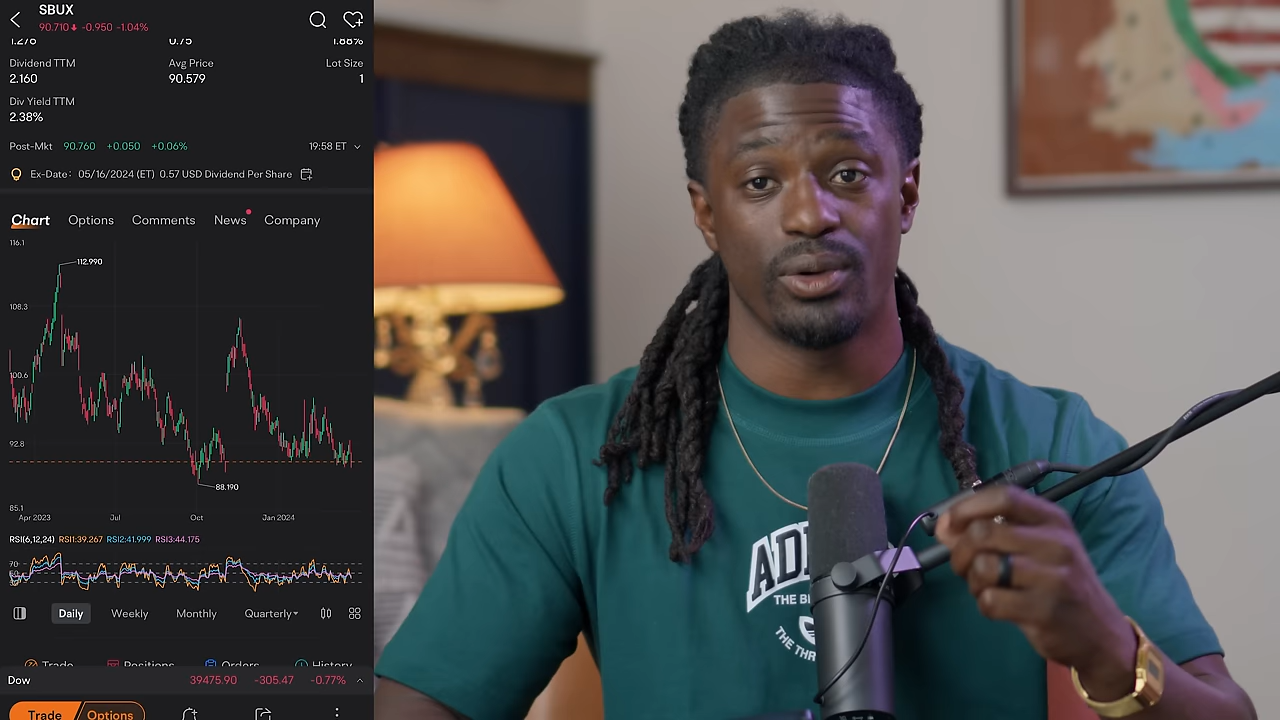 SBUX
90.710 -0.950 -1.04%
1.276 0.75 1.88%
Dividend TTM Avg Price Lot Size
2.160 90.579 1
Div Yield TTM
2.38%
Post-Mkt 90.760 +0.050 +0.06% 19:58 ET
Ex-Date: 05/16/2024 (ET) 0.57 USD Dividend Per Share
Chart Options Comments News Company
116.1
112.990
108.3
100.6
92.8
88.190
85.1
Apr 2023 Jul Oct Jan 2024
RSI(6,12,24) RSI1:39.267 RSI2:41.999 RSI3:44.175
70
Daily Weekly Monthly Quarterly
Trade Positions Orders History
Dow 39475.90 -305.47 -0.77%
Trade Options
THE
THE